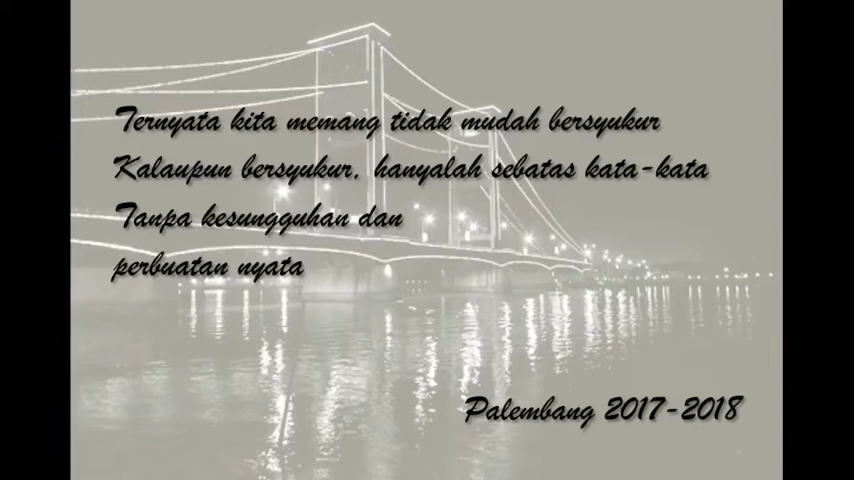 Ternyata kita memang tidak mudah bersyukur
Kalaupun bersyukur, hanyalah sebatas kata-kata
Tanpa kesungguhan dan
perbuatan nyata
Palembang 2017-2018